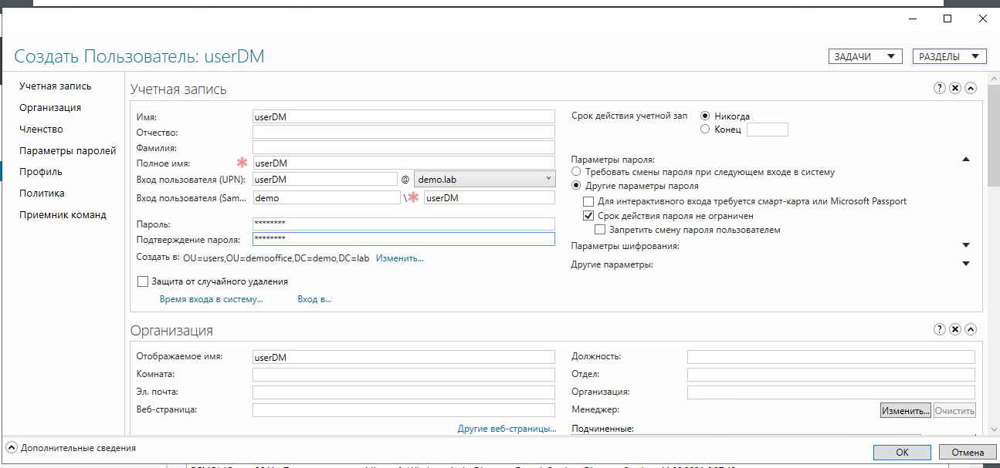 Создать Пользователь: userDM
ЗАДАЧИ
РАЗДЕЛЫ
Учетная запись
Организация
Членство
Параметры паролей
Профиль
Политика
Приемник команд
Учетная запись
Имя: userDM
Отчество:
Фамилия:
Полное имя: * userDM
Вход пользователя (UPN): userDM @ demo.lab
Вход пользователя (Sam... demo \ * userDM
Пароль: ********
Подтверждение пароля: ********
Создать в: OU=users,OU=demooffice,DC=demo,DC=lab Изменить...
Защита от случайного удаления
Время входа в систему... Вход в...
Срок действия учетной зап Никогда
Конец
Параметры пароля:
Требовать смены пароля при следующем входе в систему
Другие параметры пароля
Для интерактивного входа требуется смарт-карта или Microsoft Passport
Срок действия пароля не ограничен
Запретить смену пароля пользователем
Параметры шифрования:
Другие параметры:
Организация
Отображаемое имя: userDM
Комната:
Эл. почта:
Веб-страница:
Другие веб-страницы...
Должность:
Отдел:
Организация:
Менеджер: Изменить... Очистить
Подчиненные:
Дополнительные сведения
ОК Отмена